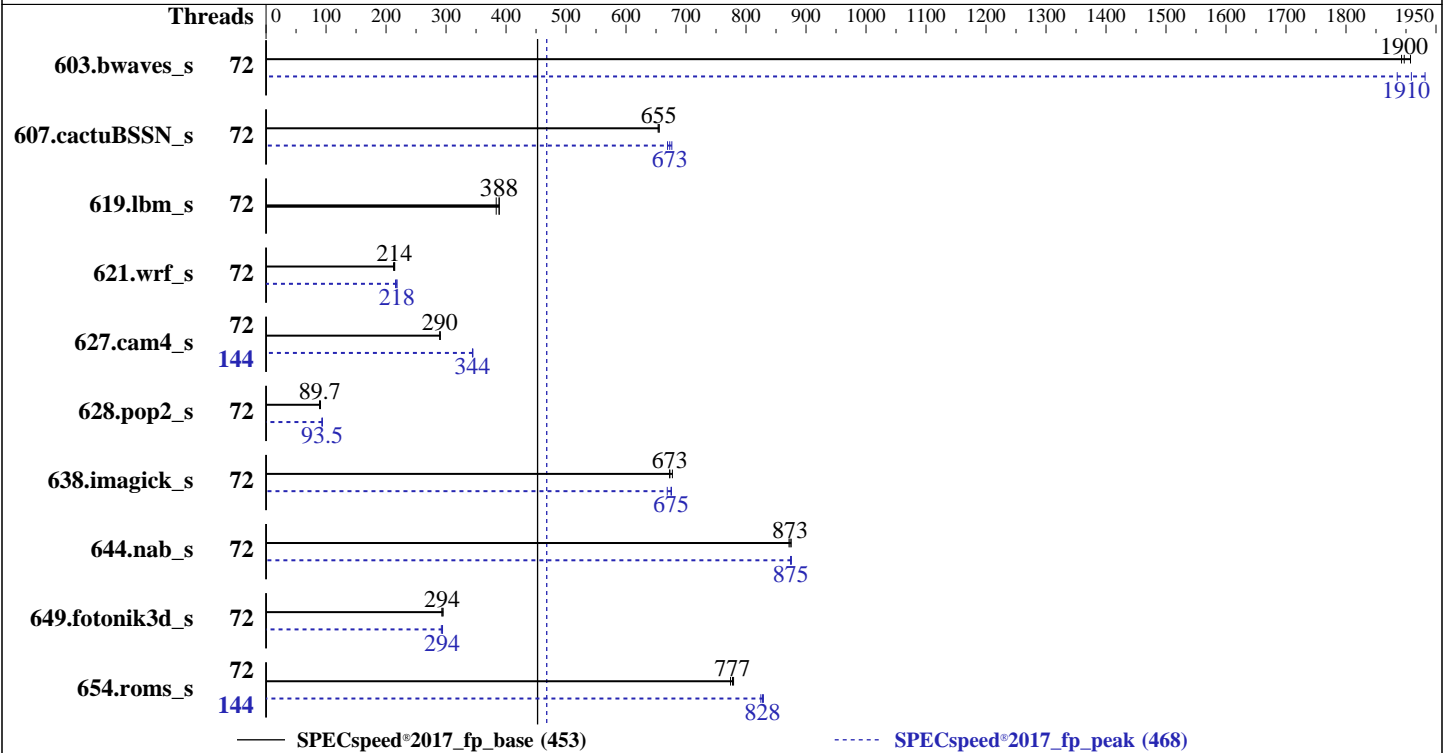 Threads 0 100 200 300 400 500 600 700 800 900 1000 1100 1200 1300 1400 1500 1600 1700 1800 1950
1900
603.bwaves_s 72
1910
655
607.cactuBSSN_s 72
673
388
619.lbm_s 72
214
621.wrf_s 72
218
72
290
627.cam4_s
144
344
89.7
628.pop2_s 72
93.5
673
638.imagick_s 72
675
873
644.nab_s 72
875
294
649.fotonik3d_s 72
294
72
777
654.roms_s
144
828
SPECspeed®2017_fp_base (453) SPECspeed®2017_fp_peak (468)